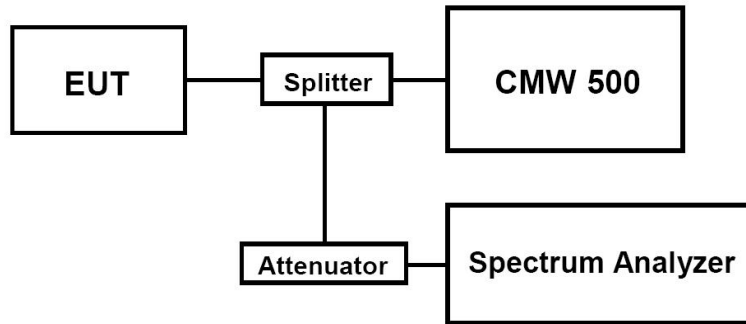 EUT
Splitter
CMW 500
Attenuator
Spectrum Analyzer